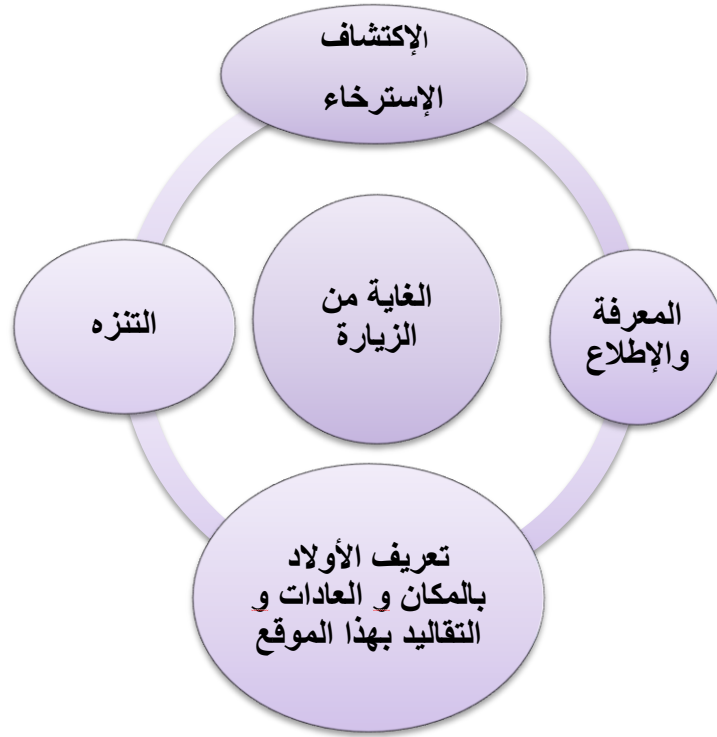 الإكتشاف
الإسترخاء
المعرفة
والإطلاع
الغاية من
الزيارة
التنزه
تعريف الأولاد
بالمكان و العادات و
التقاليد بهذا الموقع